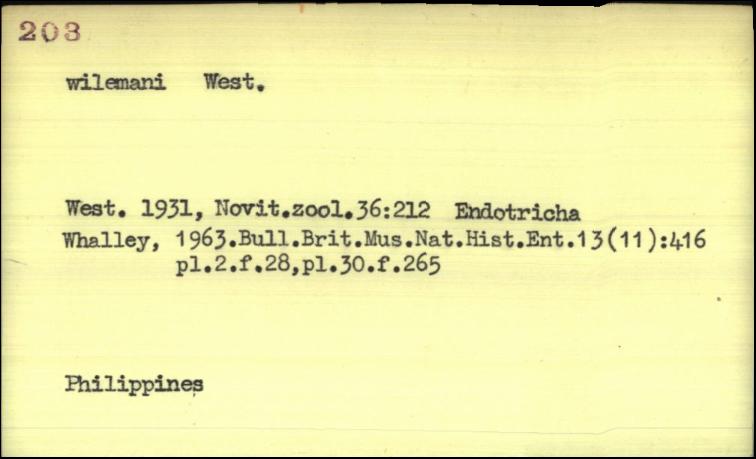 203
wilemani West.
West. 1931, Novit.zool.36:212 Endotricha
Whalley, 1963.Bull.Brit.Mus.Nat.Hist.Ent.13(11):416
pl.2.f.28,pl.30.f.265
Philippines